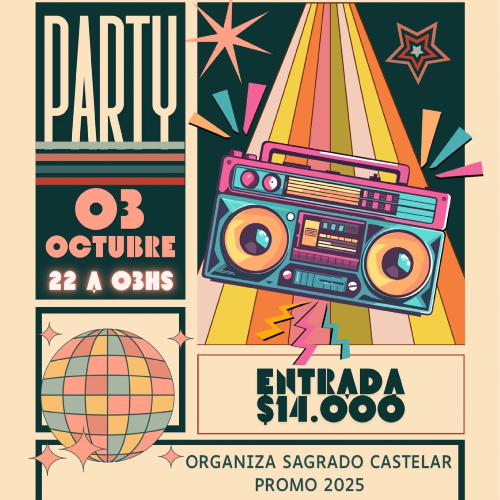 PARTY
03
OCTUBRE
22 A 03HS
ENTRADA
$14.000
ORGANIZA SAGRADO CASTELAR
PROMO 2025